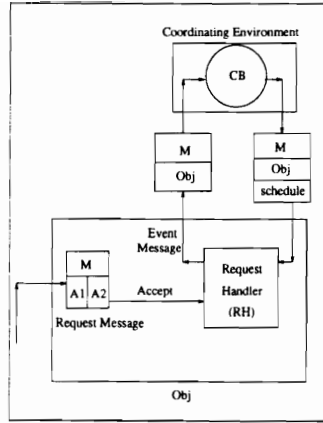 Coordinating Environment
CB
M
Obj
M
Obj
schedule
Event
Message
M
A1 A2
Accept
Request Message
Request
Handler
(RH)
Obj